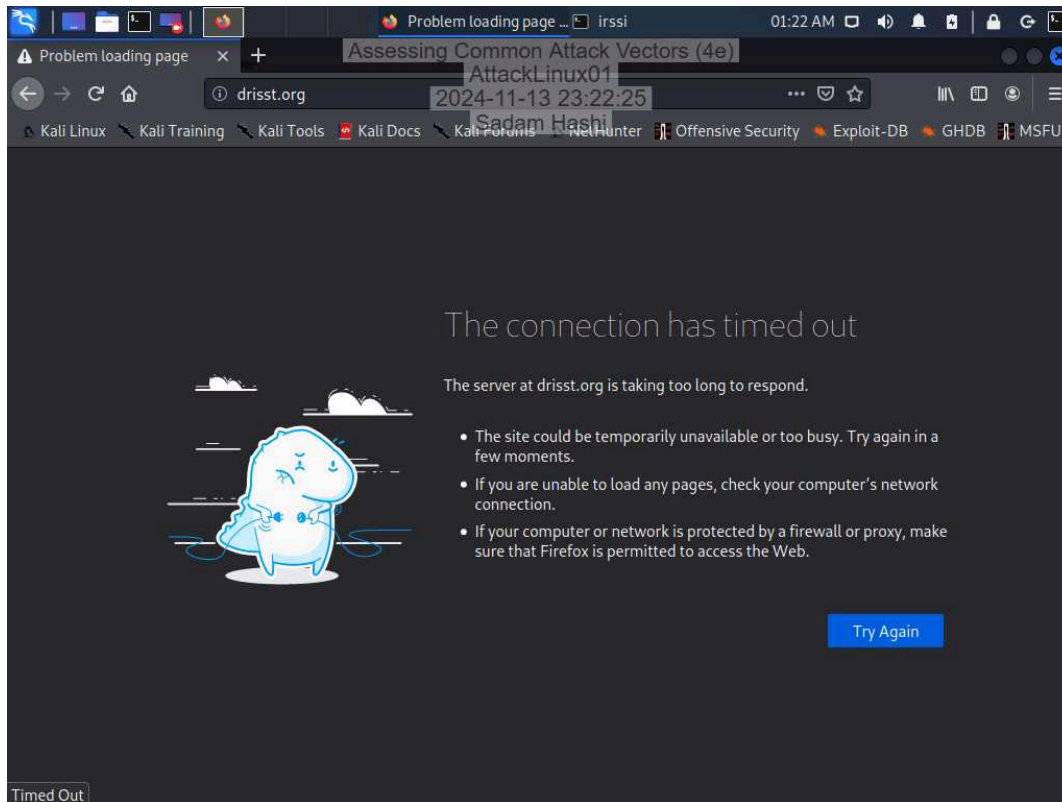 Problem loading page ... irssi 01:22 AM
Problem loading page
Assessing Common Attack Vectors (4e)
AttackLinux01
drisst.org
2024-11-13 23:22:25
Sadam Hashi
Kali Linux Kali Training Kali Tools Kali Docs Kali Forums NetHunter Offensive Security Exploit-DB GHDB MSFU
The connection has timed out
The server at drisst.org is taking too long to respond.
The site could be temporarily unavailable or too busy. Try again in a
few moments.
If you are unable to load any pages, check your computer's network
connection.
If your computer or network is protected by a firewall or proxy, make
sure that Firefox is permitted to access the Web.
Try Again
Timed Out